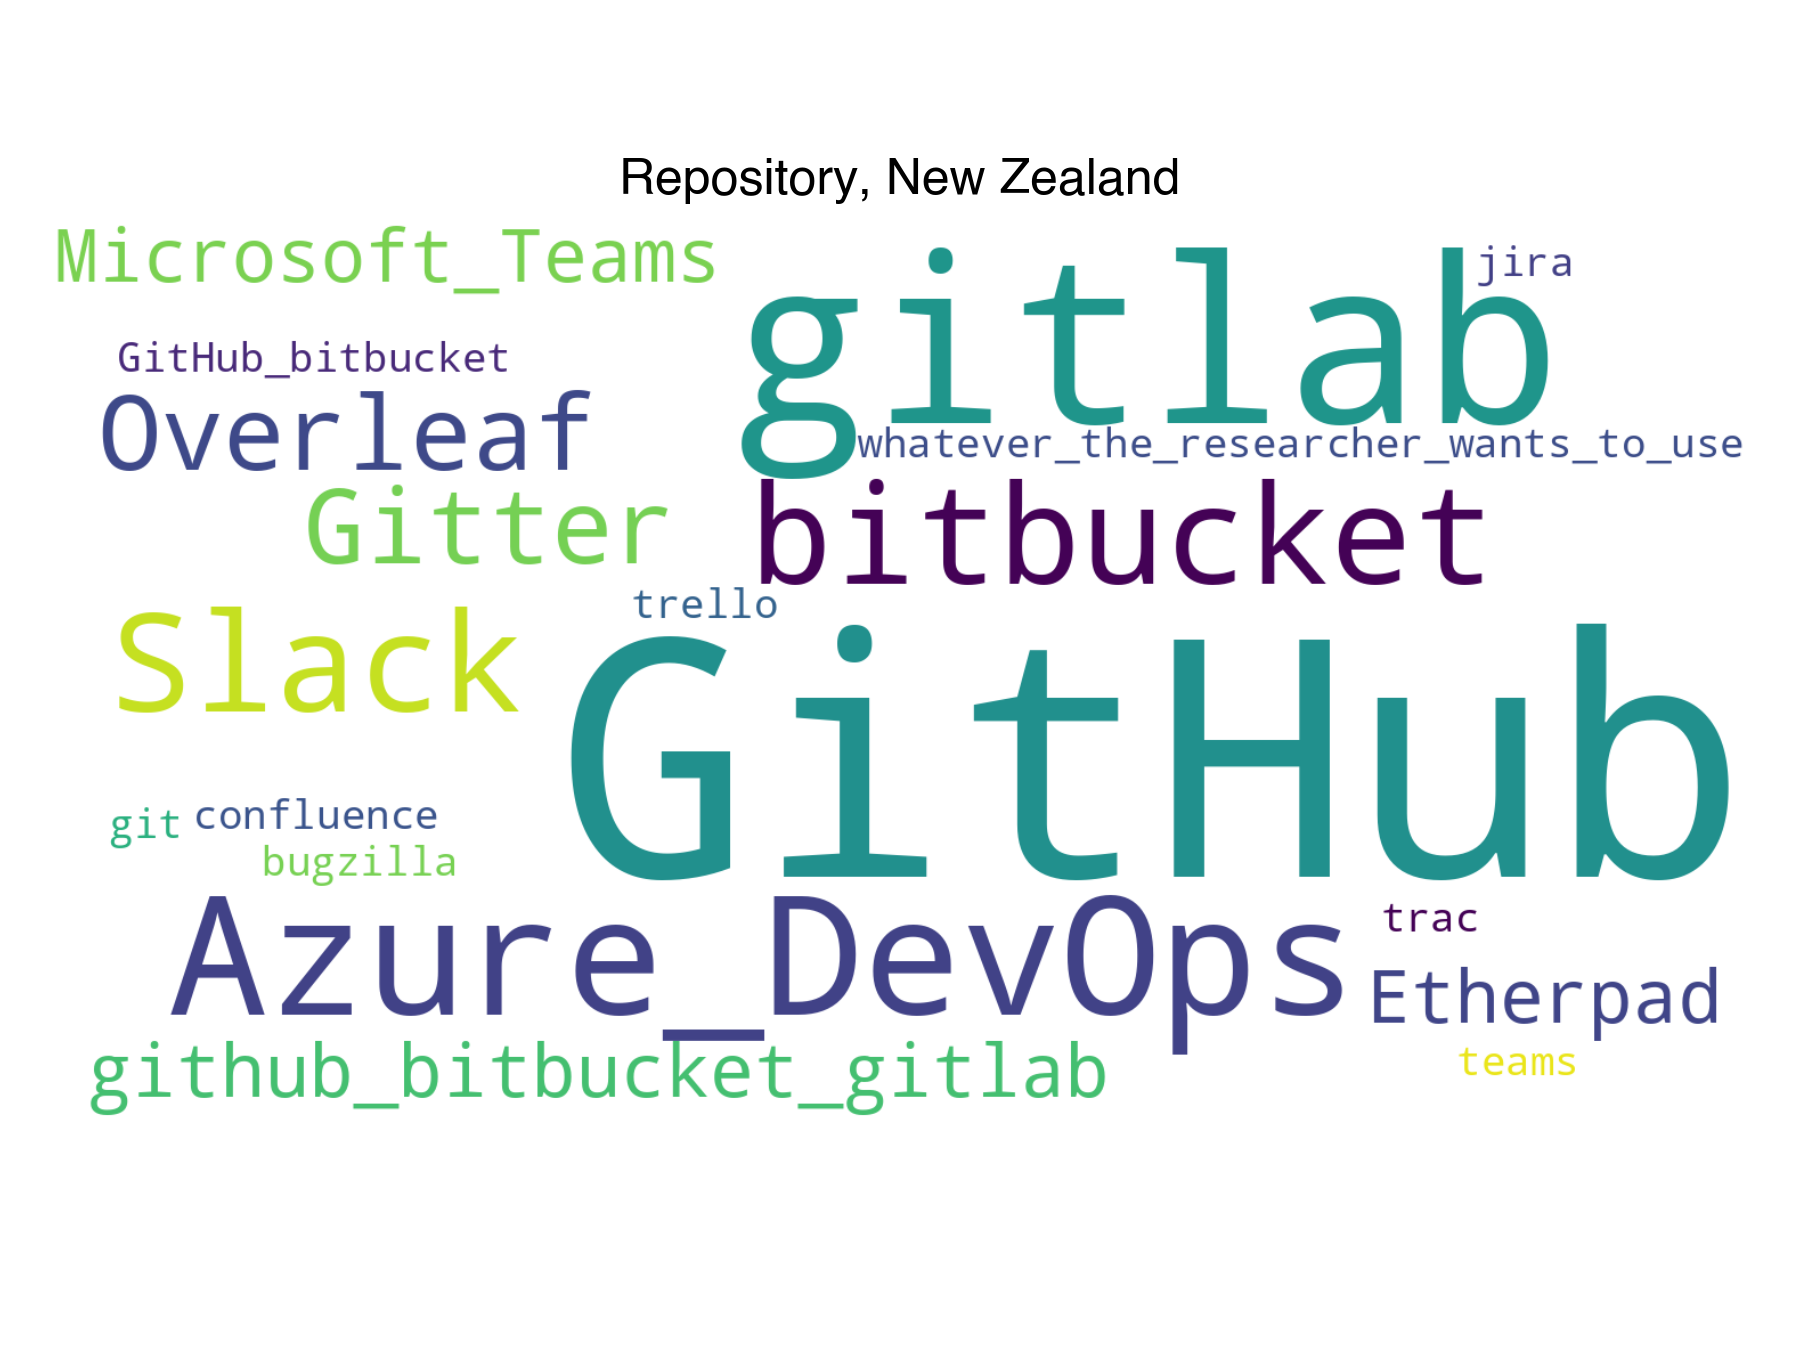 Repository, New Zealand
Microsoft_Teams
gitlab
jira
GitHub_bitbucket
Overleaf
whatever_the_researcher_wants_to_use
Gitter
bitbucket
trello
Slack
GitHub
git
confluence
bugzilla
Azure_DevOps
trac
Etherpad
github_bitbucket_gitlab
teams